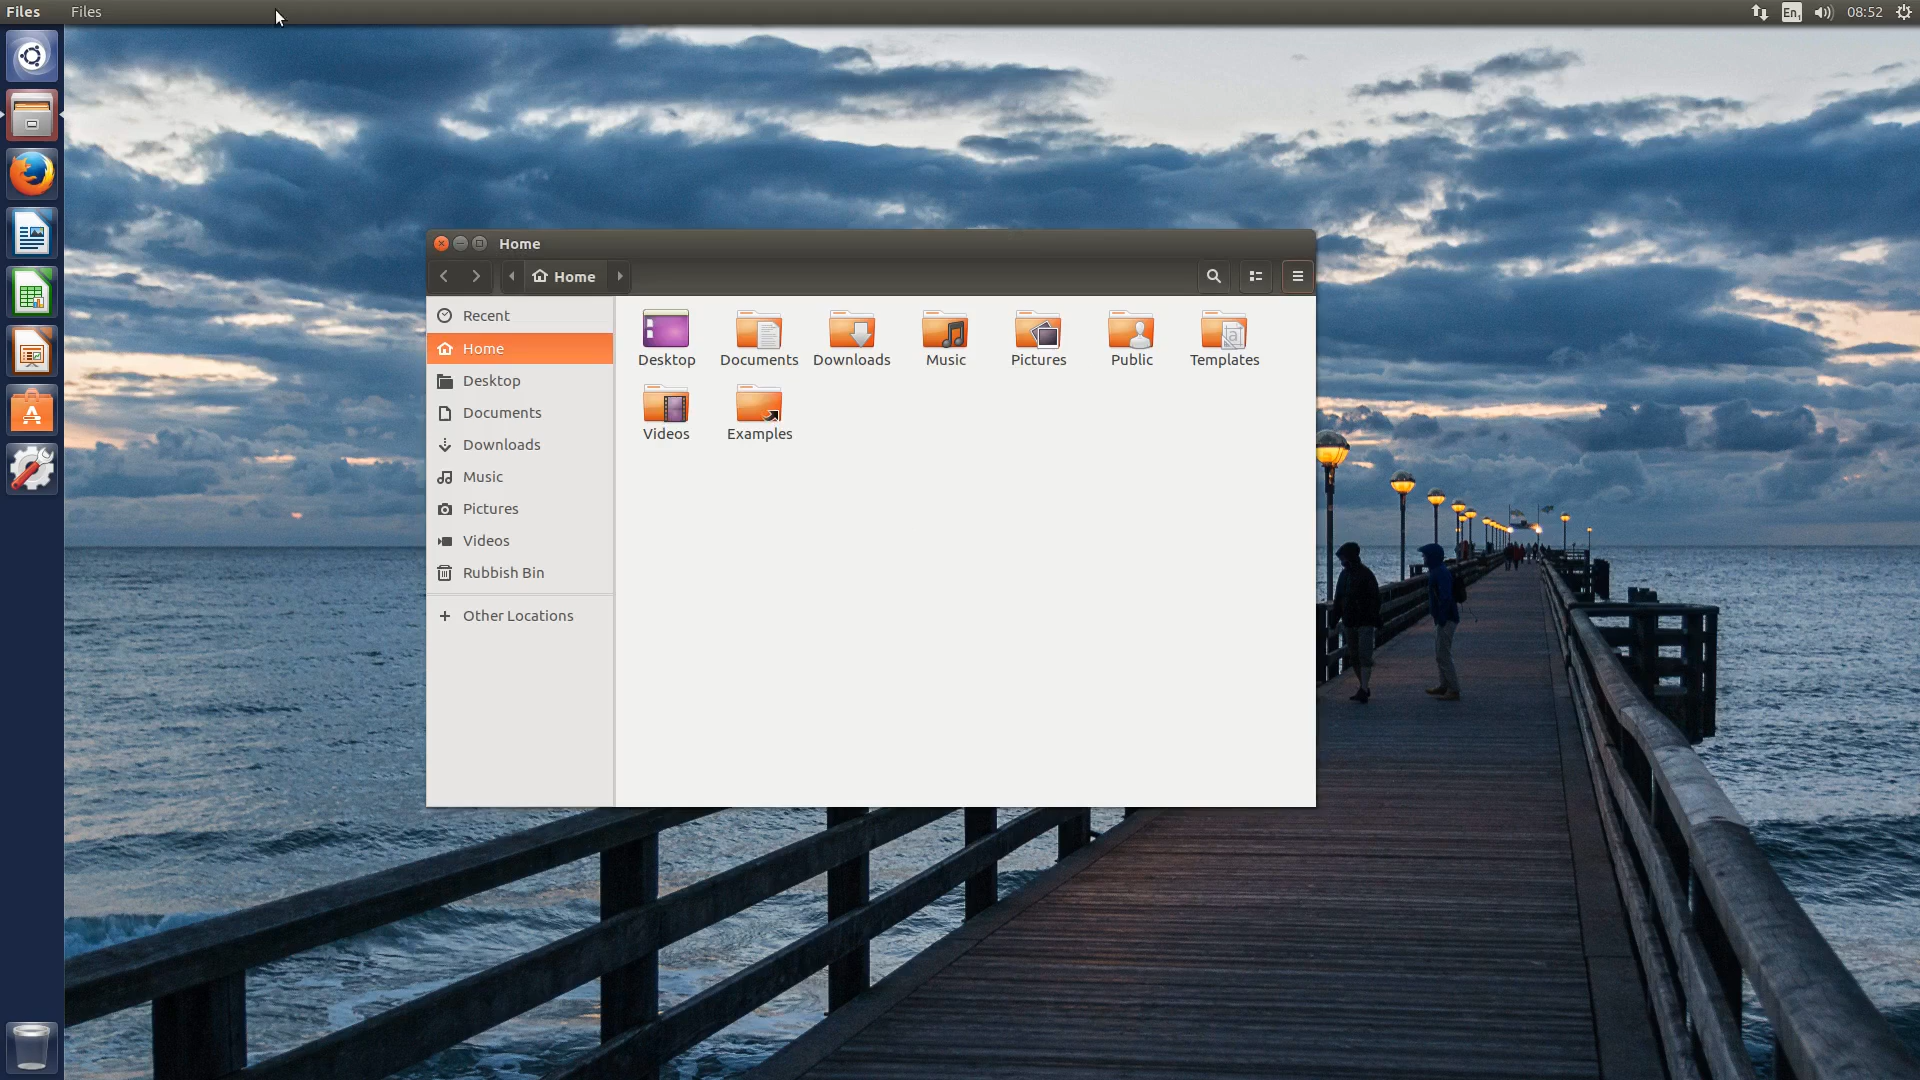 Files Files En 08:52
Home
Home
Recent
Home
Desktop
Documents
Downloads
Music
Pictures
Videos
Rubbish Bin
Other Locations
Desktop Documents Downloads Music Pictures Public Templates
Videos Examples